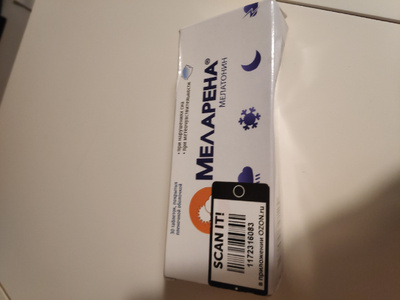 • при нарушениях сна
• при метеочувствительности
МЕЛАРЕНА®
МЕЛАТОНИН
30 таблеток, покрытых
пленочной оболочкой
SCAN IT!
1172316083
в приложении OZON.ru